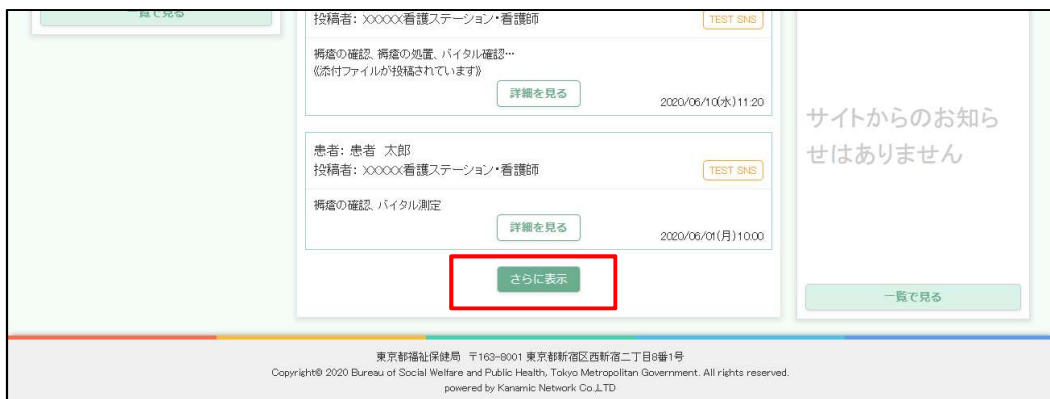 一覧で見る
投稿者: XXXXX看護ステーション・看護師
TEST SNS
褥瘡の確認、褥瘡の処置、バイタル確認…
《添付ファイルが投稿されています》
詳細を見る
2020/06/10(水)11:20
患者: 患者 太郎
投稿者: XXXXX看護ステーション・看護師
TEST SNS
褥瘡の確認、バイタル測定
詳細を見る
2020/06/01(月)10:00
さらに表示
サイトからのお知ら
せはありません
一覧で見る
東京都福祉保健局 〒163-8001 東京都新宿区西新宿二丁目8番1号
Copyright© 2020 Bureau of Social Welfare and Public Health, Tokyo Metropolitan Government. All rights reserved.
powered by Kanamic Network Co.,LTD